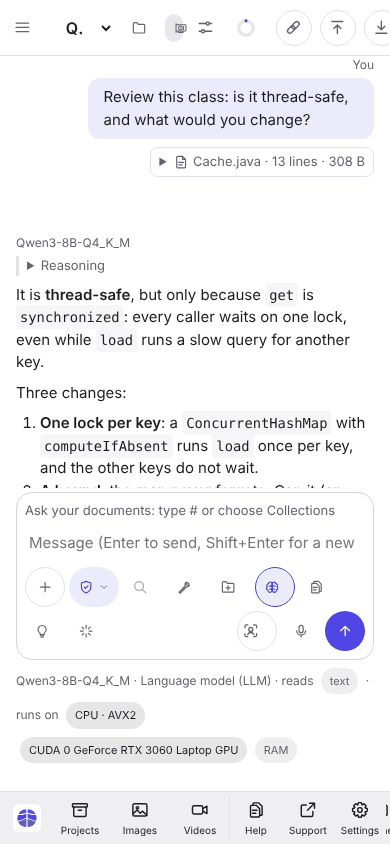 Q.
You
Review this class: is it thread-safe,
and what would you change?
Cache.java · 13 lines · 308 B
Qwen3-8B-Q4_K_M
Reasoning
It is thread-safe, but only because get is
synchronized : every caller waits on one lock,
even while load runs a slow query for another
key.
Three changes:
1. One lock per key: a ConcurrentHashMap with
computeIfAbsent runs load once per key,
and the other keys do not wait.
Ask your documents: type # or choose Collections
Message (Enter to send, Shift+Enter for a new
Qwen3-8B-Q4_K_M · Language model (LLM) · reads text ·
runs on CPU · AVX2
CUDA 0 GeForce RTX 3060 Laptop GPU RAM
Projects Images Videos Help Support Settings